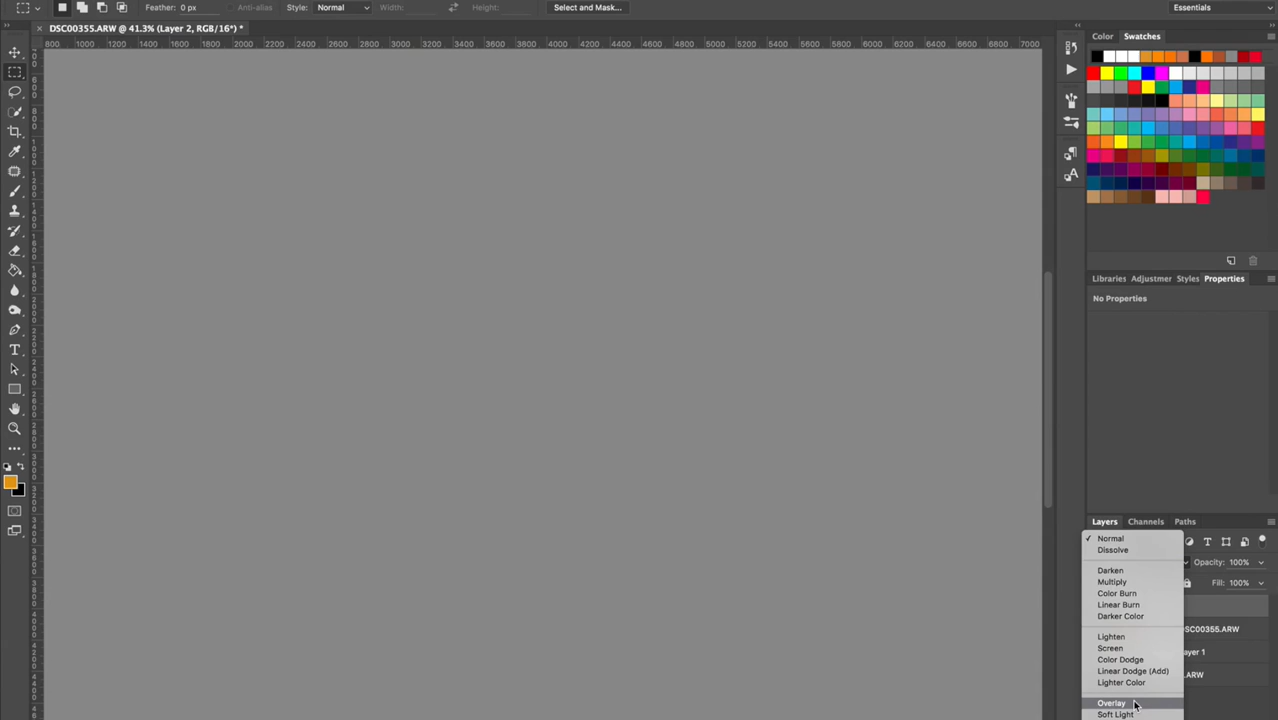 Feather: 0 px Anti-alias Style: Normal Width: Height: Select and Mask... Essentials
× DSC00355.ARW @ 41.3% (Layer 2, RGB/16*) *
800 1000 1200 1400 1600 1800 2000 2200 2400 2600 2800 3000 3200 3400 3600 3800 4000 4200 4400 4600 4800 5000 5200 5400 5600 5800 6000 6200 6400 6600 6800 7000
Color Swatches
Libraries Adjustmer Styles Properties
No Properties
Layers Channels Paths
✓ Normal
Dissolve
Opacity: 100%
Darken
Multiply
Fill: 100%
Color Burn
Linear Burn
Darker Color
DSC00355.ARW
Lighten
Screen
ayer 1
Color Dodge
Linear Dodge (Add)
.ARW
Lighter Color
Overlay
Soft Light